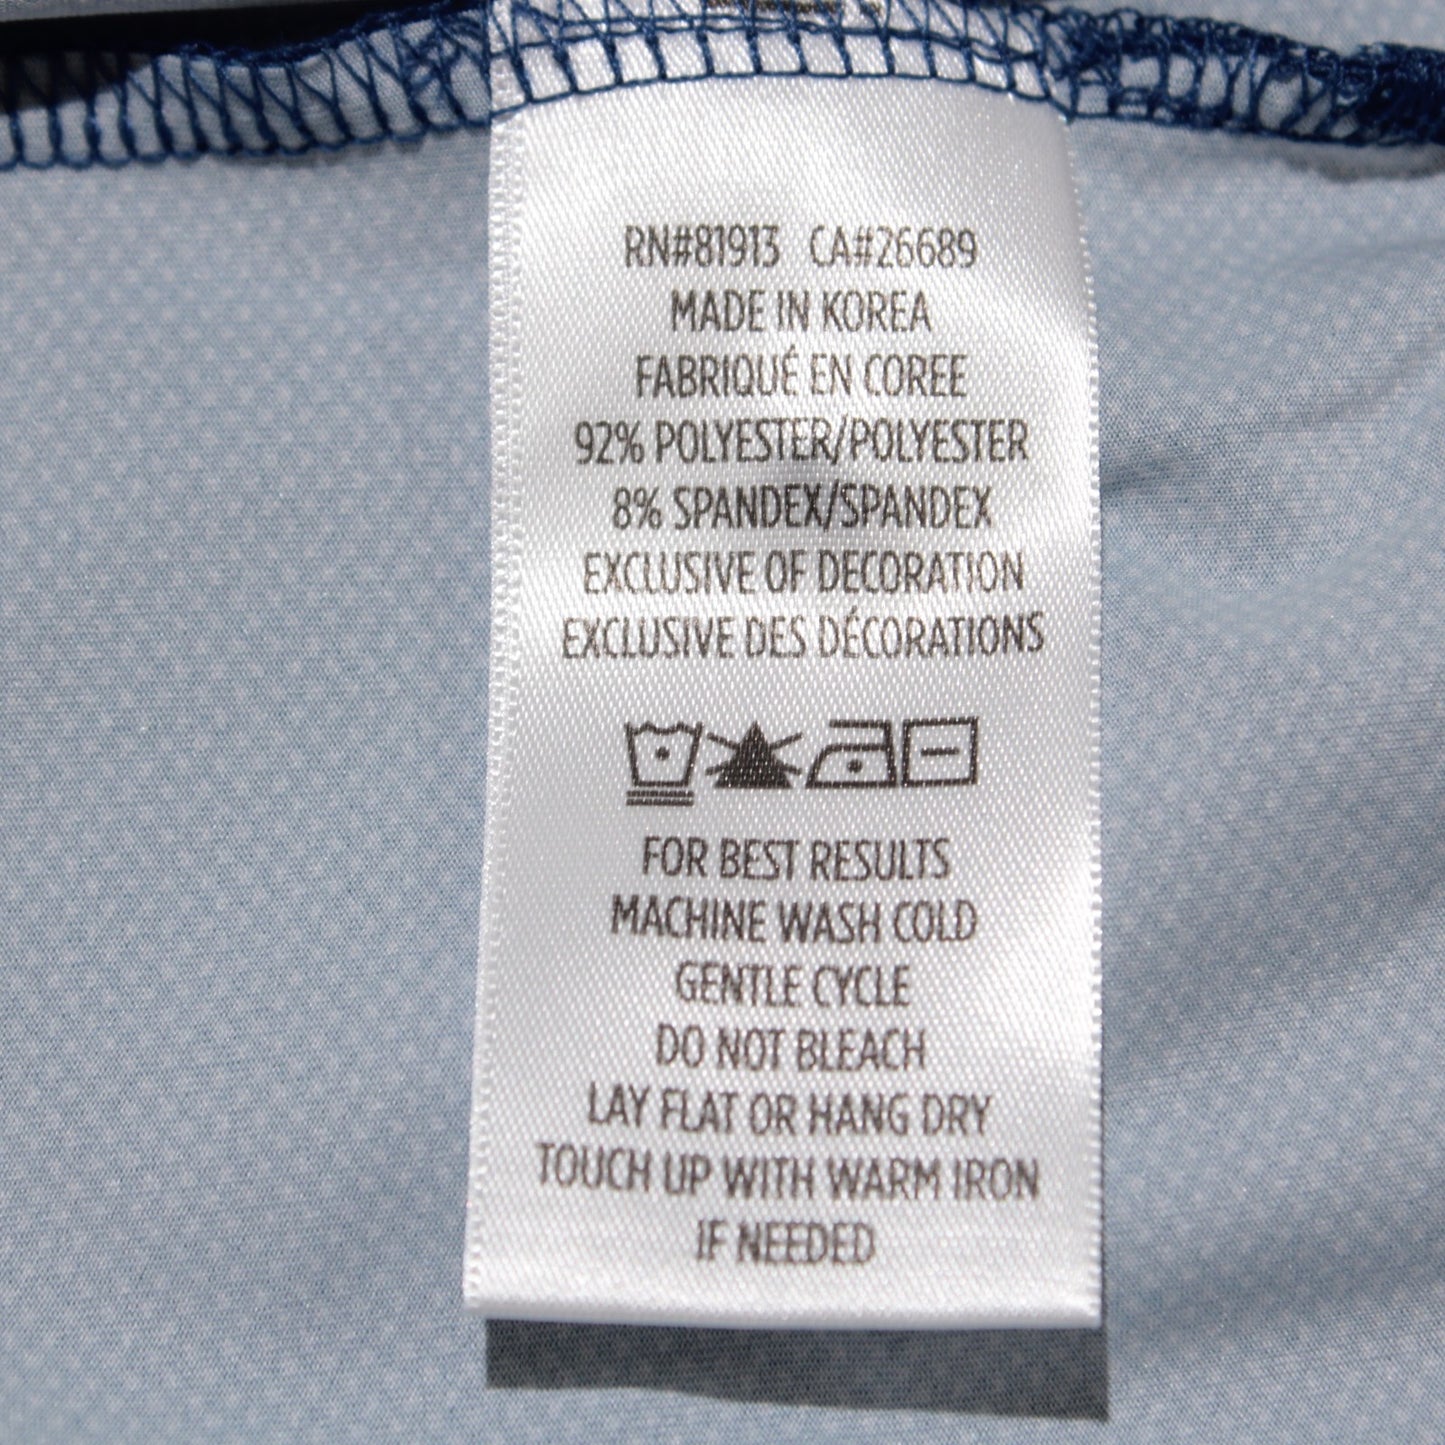 RN#81913 CA#26689
MADE IN KOREA
FABRIQUÉ EN COREE
92% POLYESTER/POLYESTER
8% SPANDEX/SPANDEX
EXCLUSIVE OF DECORATION
EXCLUSIVE DES DÉCORATIONS
FOR BEST RESULTS
MACHINE WASH COLD
GENTLE CYCLE
DO NOT BLEACH
LAY FLAT OR HANG DRY
TOUCH UP WITH WARM IRON
IF NEEDED